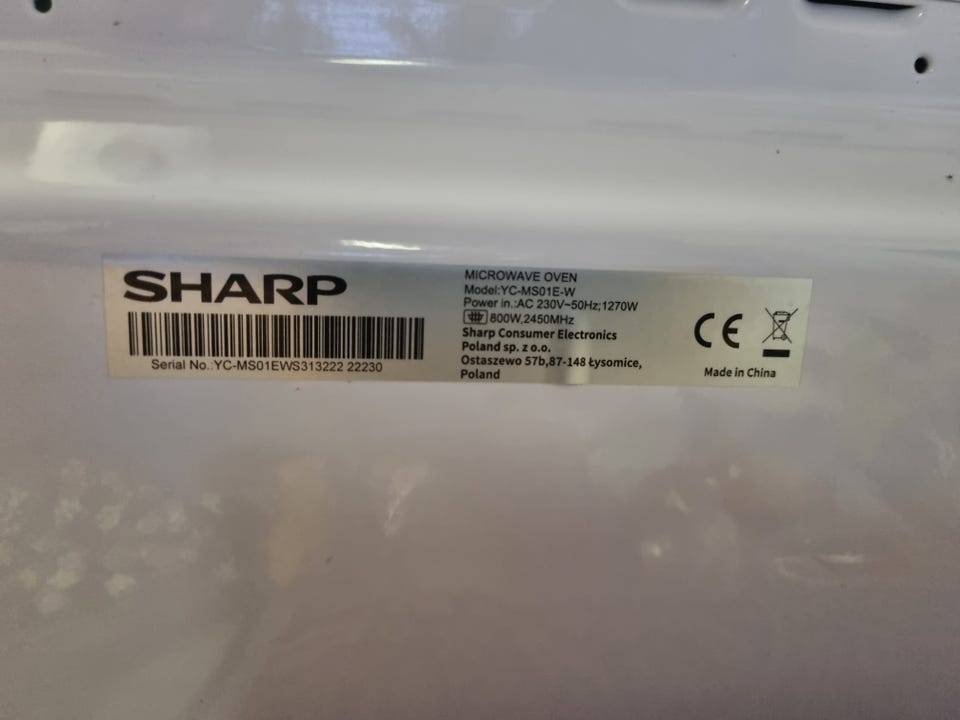 SHARP
Serial No.:YC-MS01EWS313222 22230
MICROWAVE OVEN
Model:YC-MS01E-W
Power in.:AC 230V~50Hz;1270W
800W,2450MHz
Sharp Consumer Electronics
Poland sp. z o.o.
Ostaszewo 57b,87-148 Łysomice,
Poland
CE
Made in China